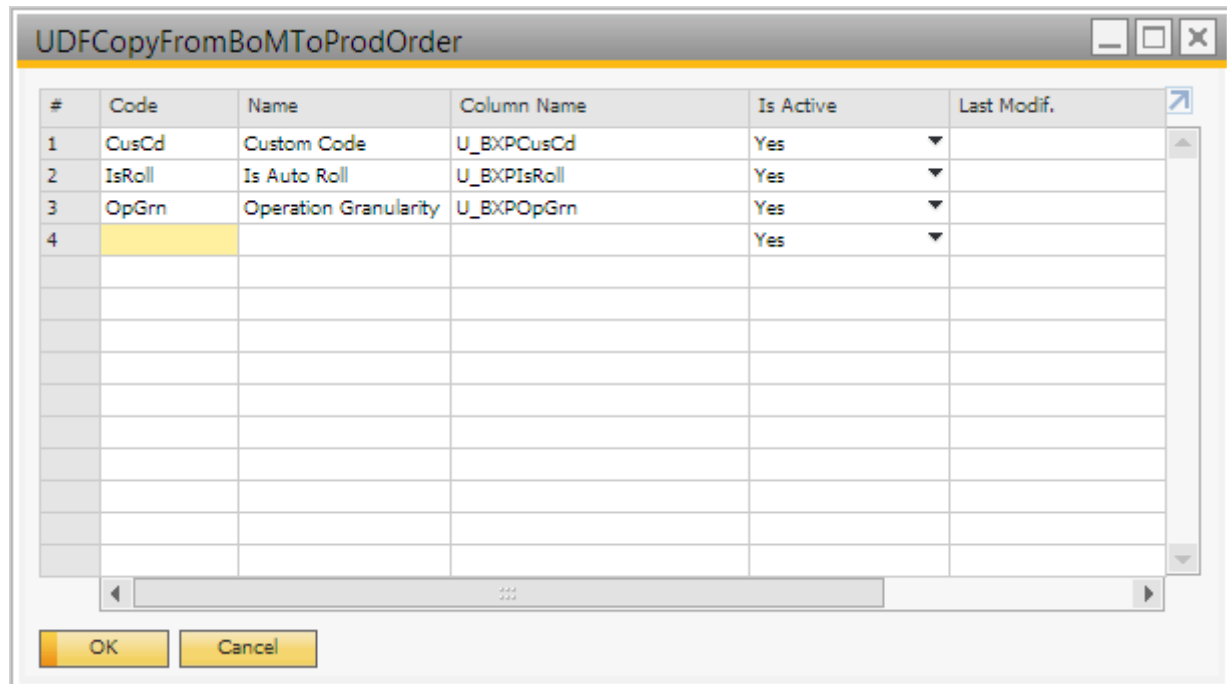 UDFCopyFromBoMToProdOrder
# Code Name Column Name Is Active Last Modif.
1 CusCd Custom Code U_BXPCusCd Yes
2 IsRoll Is Auto Roll U_BXPIsRoll Yes
3 OpGrn Operation Granularity U_BXPOpGrn Yes
4 Yes
OK Cancel